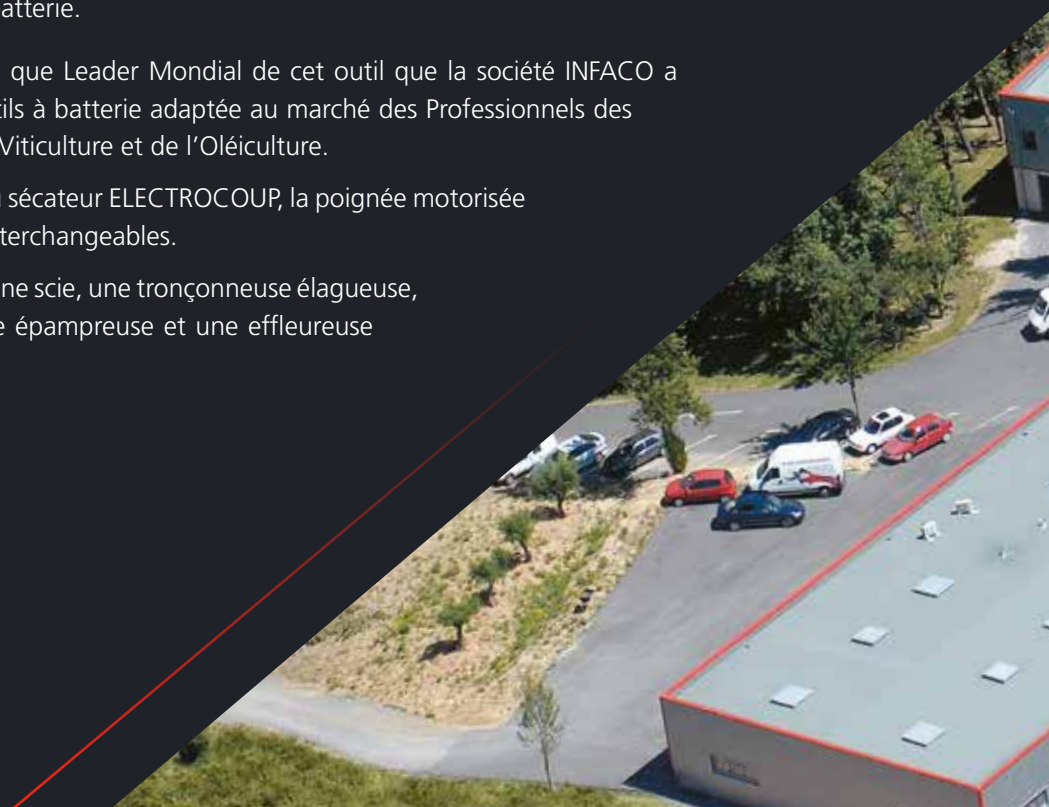 atterie.
que Leader Mondial de cet outil que la société INFACO a
tils à batterie adaptée au marché des Professionnels des
Viticulture et de l'Oléiculture.
u sécateur ELECTROCOUP, la poignée motorisée
terchangeables.
ne scie, une tronçonneuse élagueuse,
e épampreuse et une effleureuse